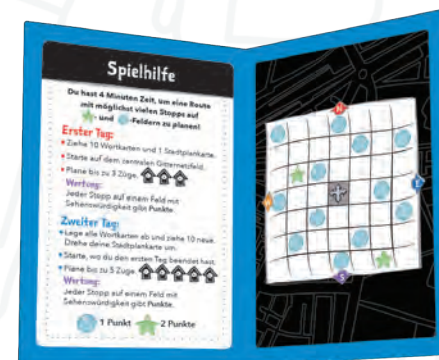 Spielhilfe
Du hast 4 Minuten Zeit, um eine Route
mit möglichst vielen Stopps auf
- und -Feldern zu planen!
Erster Tag:
Ziehe 10 Wortkarten und 1 Stadtplankarte.
Starte auf dem zentralen Gitternetzfeld.
Plane bis zu 3 Züge.
Wertung:
Jeder Stopp auf einem Feld mit
Sehenswürdigkeit gibt Punkte.
Zweiter Tag:
Lege alle Wortkarten ab und ziehe 10 neue.
Drehe deine Stadtplankarte um.
Starte, wo du den ersten Tag beendet hast.
Plane bis zu 5 Züge.
Wertung:
Jeder Stopp auf einem Feld mit
Sehenswürdigkeit gibt Punkte.
1 Punkt 2 Punkte
N
S